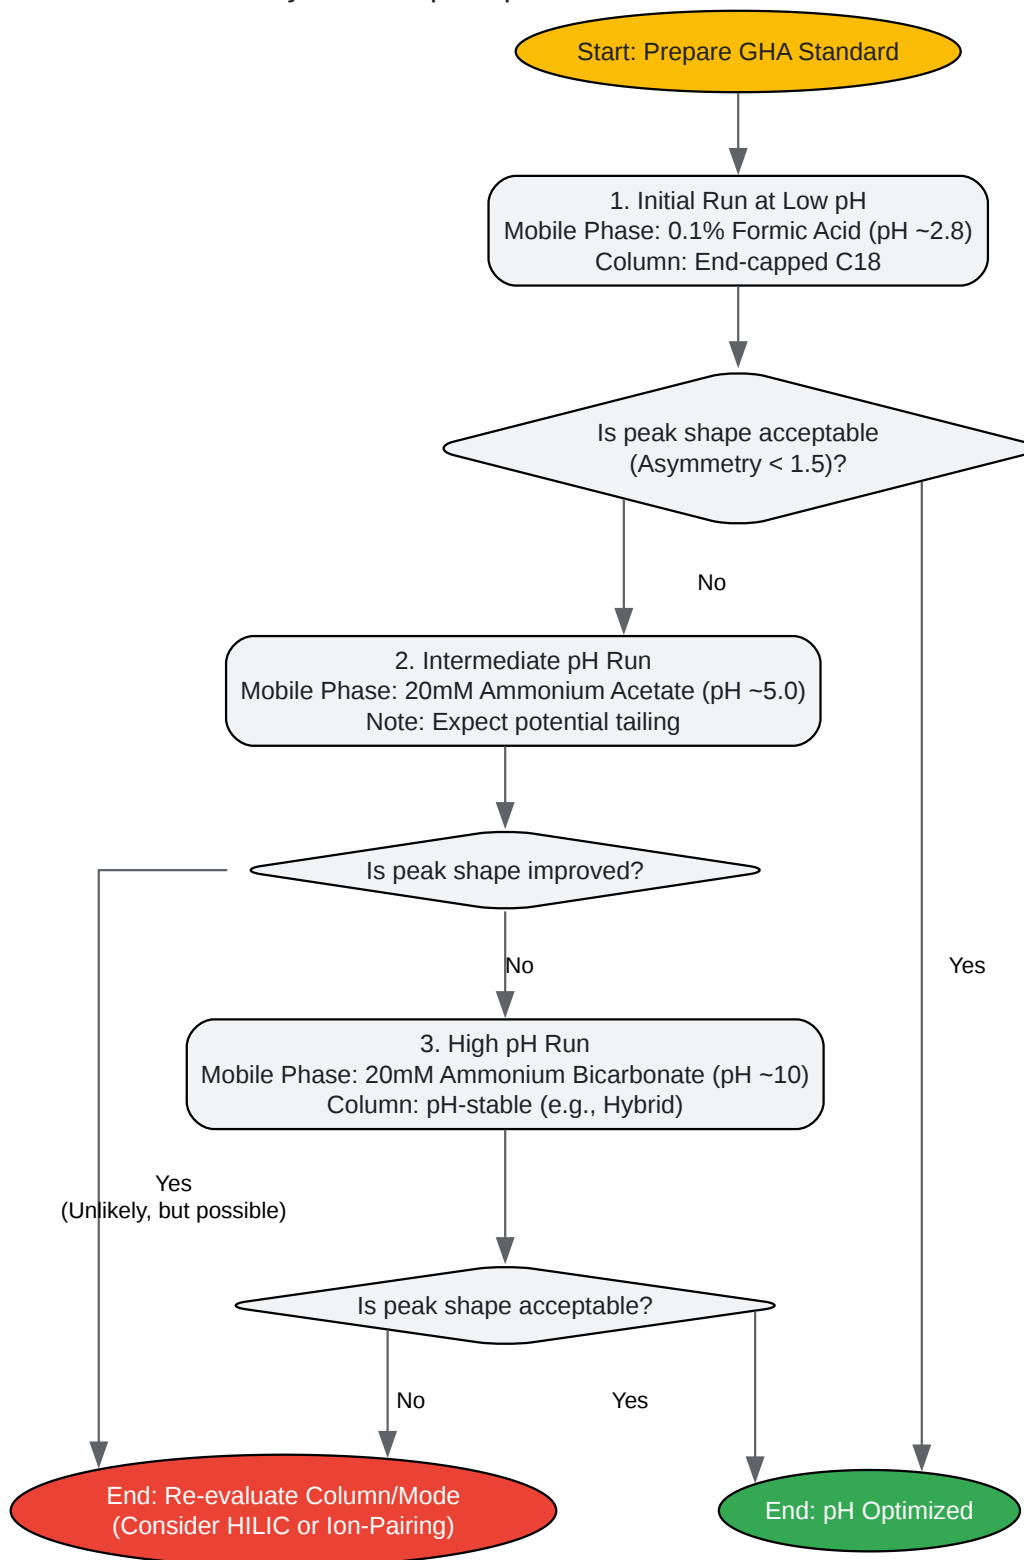 Start: Prepare GHA Standard
1. Initial Run at Low pH
Mobile Phase: 0.1% Formic Acid (pH ~2.8)
Column: End-capped C18
Is peak shape acceptable
(Asymmetry < 1.5)?
No
2. Intermediate pH Run
Mobile Phase: 20mM Ammonium Acetate (pH ~5.0)
Note: Expect potential tailing
Is peak shape improved?
No
Yes
3. High pH Run
Mobile Phase: 20mM Ammonium Bicarbonate (pH ~10)
Column: pH-stable (e.g., Hybrid)
Yes
(Unlikely, but possible)
Is peak shape acceptable?
No
Yes
End: Re-evaluate Column/Mode
(Consider HILIC or Ion-Pairing)
End: pH Optimized